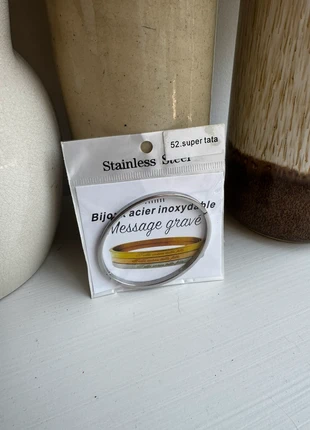 52.super tata
Stainless Steel
Bijoux acier inoxydable
Message gravé